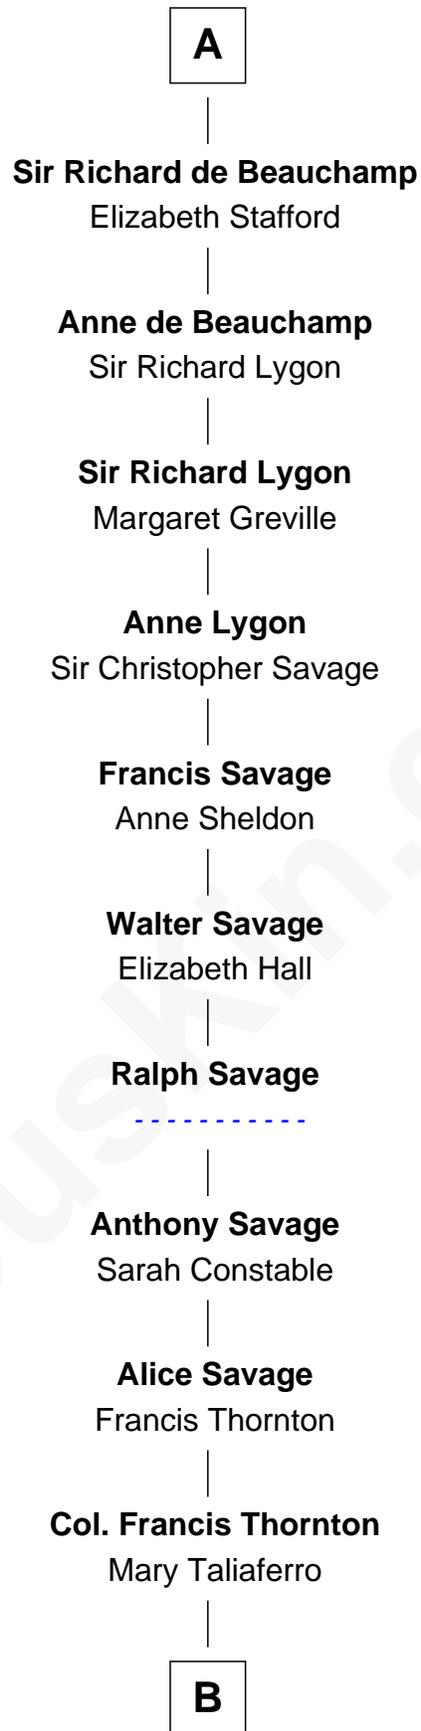 A
Sir Richard de Beauchamp
Elizabeth Stafford
Anne de Beauchamp
Sir Richard Lygon
Sir Richard Lygon
Margaret Greville
Anne Lygon
Sir Christopher Savage
Francis Savage
Anne Sheldon
Walter Savage
Elizabeth Hall
Ralph Savage
- - - - - - - - - - -
Anthony Savage
Sarah Constable
Alice Savage
Francis Thornton
Col. Francis Thornton
Mary Taliaferro
B